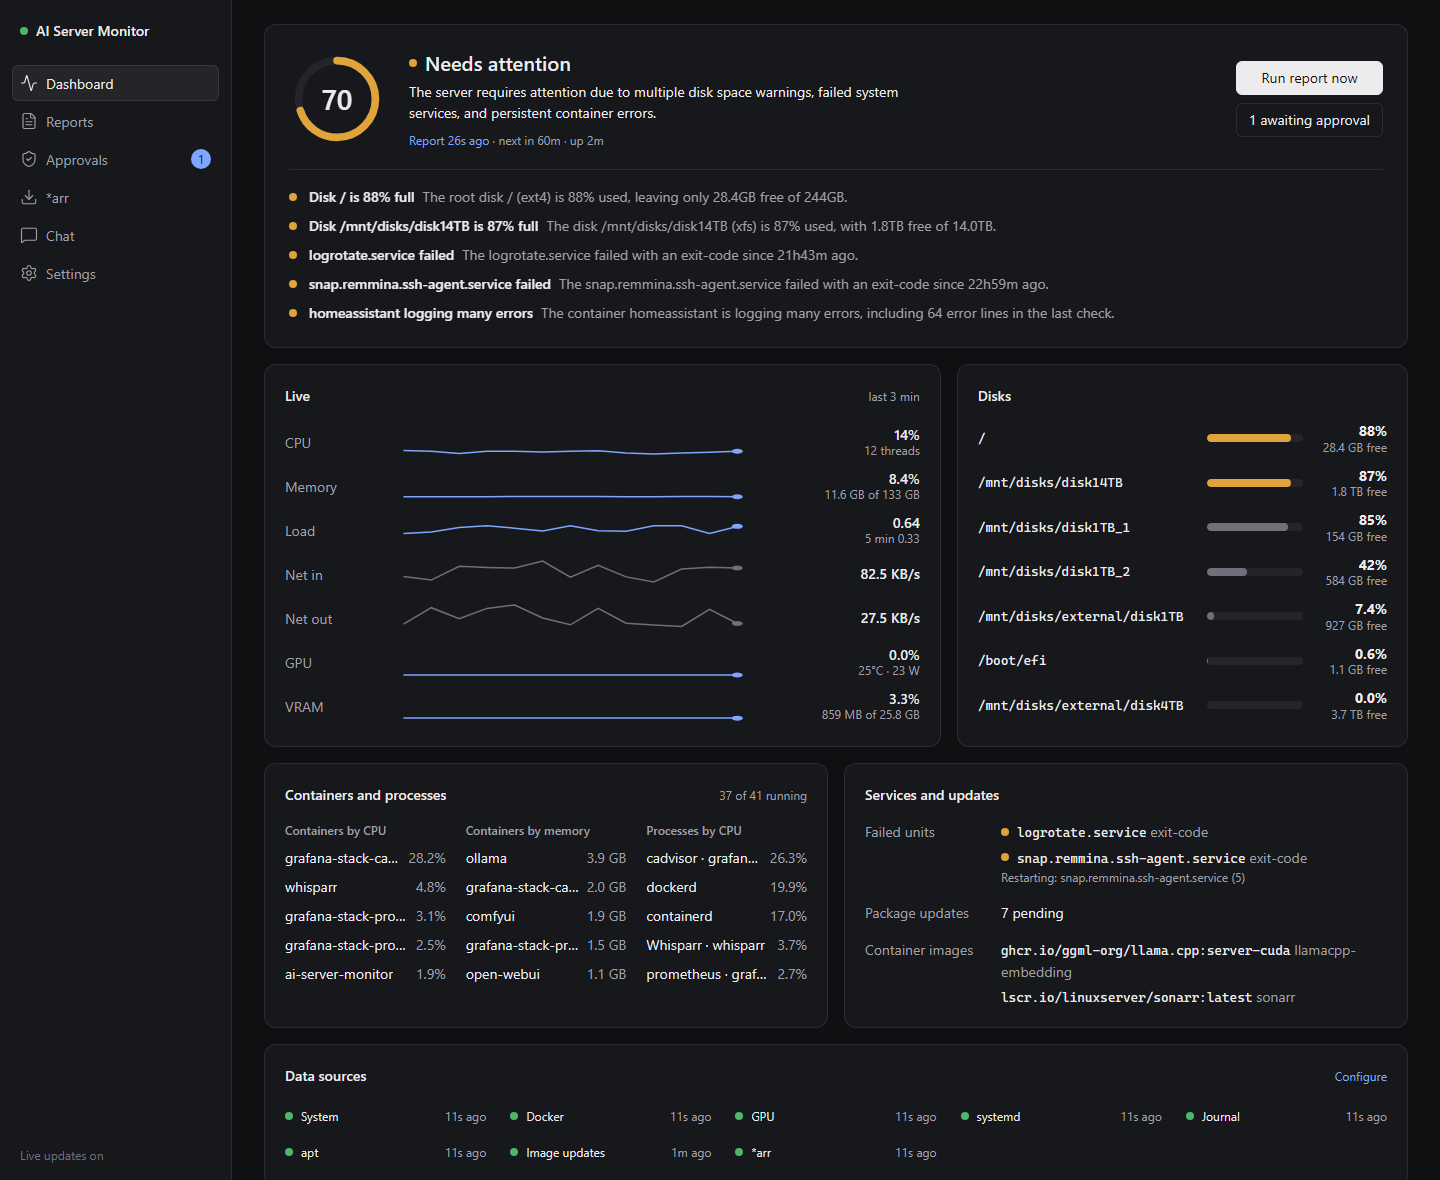 AI Server Monitor
Dashboard
Reports
Approvals 1
*arr
Chat
Settings
Live updates on
70
Needs attention
The server requires attention due to multiple disk space warnings, failed system
services, and persistent container errors.
Report 26s ago · next in 60m · up 2m
Run report now
1 awaiting approval
Disk / is 88% full The root disk / (ext4) is 88% used, leaving only 28.4GB free of 244GB.
Disk /mnt/disks/disk14TB is 87% full The disk /mnt/disks/disk14TB (xfs) is 87% used, with 1.8TB free of 14.0TB.
logrotate.service failed The logrotate.service failed with an exit-code since 21h43m ago.
snap.remmina.ssh-agent.service failed The snap.remmina.ssh-agent.service failed with an exit-code since 22h59m ago.
homeassistant logging many errors The container homeassistant is logging many errors, including 64 error lines in the last check.
Live last 3 min
CPU 14%
12 threads
Memory 8.4%
11.6 GB of 133 GB
Load 0.64
5 min 0.33
Net in 82.5 KB/s
Net out 27.5 KB/s
GPU 0.0%
25°C · 23 W
VRAM 3.3%
859 MB of 25.8 GB
Disks
/ 88%
28.4 GB free
/mnt/disks/disk14TB 87%
1.8 TB free
/mnt/disks/disk1TB_1 85%
154 GB free
/mnt/disks/disk1TB_2 42%
584 GB free
/mnt/disks/external/disk1TB 7.4%
927 GB free
/boot/efi 0.6%
1.1 GB free
/mnt/disks/external/disk4TB 0.0%
3.7 TB free
Containers and processes 37 of 41 running
Containers by CPU
grafana-stack-ca... 28.2%
whisparr 4.8%
grafana-stack-pro... 3.1%
grafana-stack-pro... 2.5%
ai-server-monitor 1.9%
Containers by memory
ollama 3.9 GB
grafana-stack-ca... 2.0 GB
comfyui 1.9 GB
grafana-stack-pr... 1.5 GB
open-webui 1.1 GB
Processes by CPU
cadvisor · grafan... 26.3%
dockerd 19.9%
containerd 17.0%
Whisparr · whisparr 3.7%
prometheus · graf... 2.7%
Services and updates
Failed units logrotate.service exit-code
snap.remmina.ssh-agent.service exit-code
Restarting: snap.remmina.ssh-agent.service (5)
Package updates 7 pending
Container images ghcr.io/ggml-org/llama.cpp:server-cuda llamacpp-
embedding
lscr.io/linuxserver/sonarr:latest sonarr
Data sources Configure
System 11s ago Docker 11s ago GPU 11s ago systemd 11s ago Journal 11s ago
apt 11s ago Image updates 1m ago *arr 11s ago